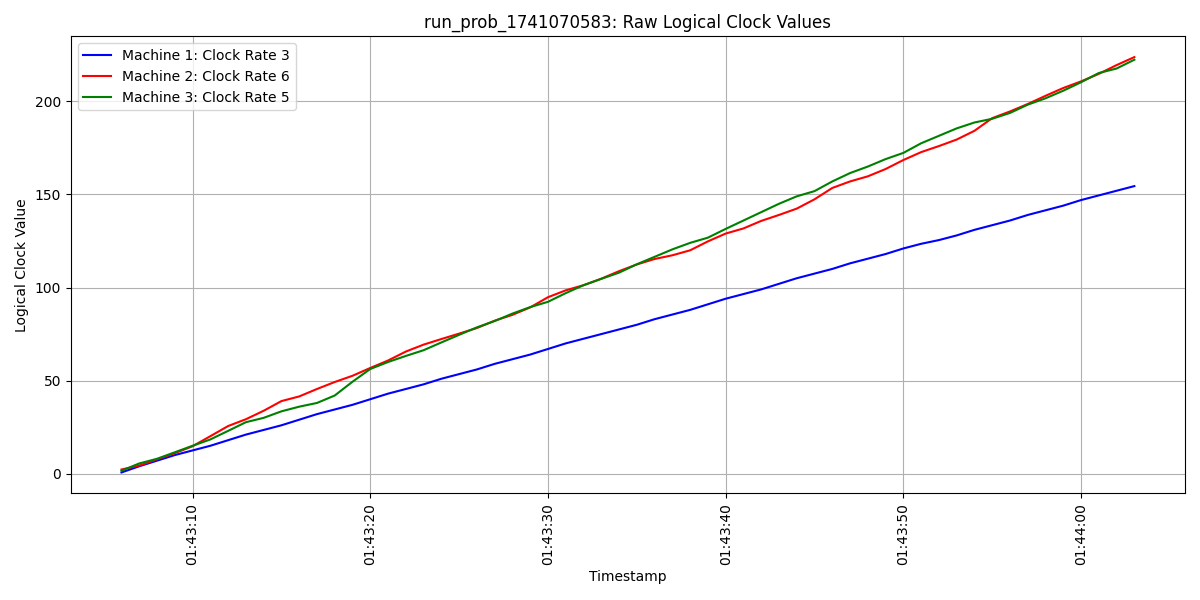 run_prob_1741070583: Raw Logical Clock Values
Machine 1: Clock Rate 3
Machine 2: Clock Rate 6
Machine 3: Clock Rate 5
Logical Clock Value
200
150
100
50
0
01:43:10
01:43:20
01:43:30
01:43:40
01:43:50
01:44:00
Timestamp